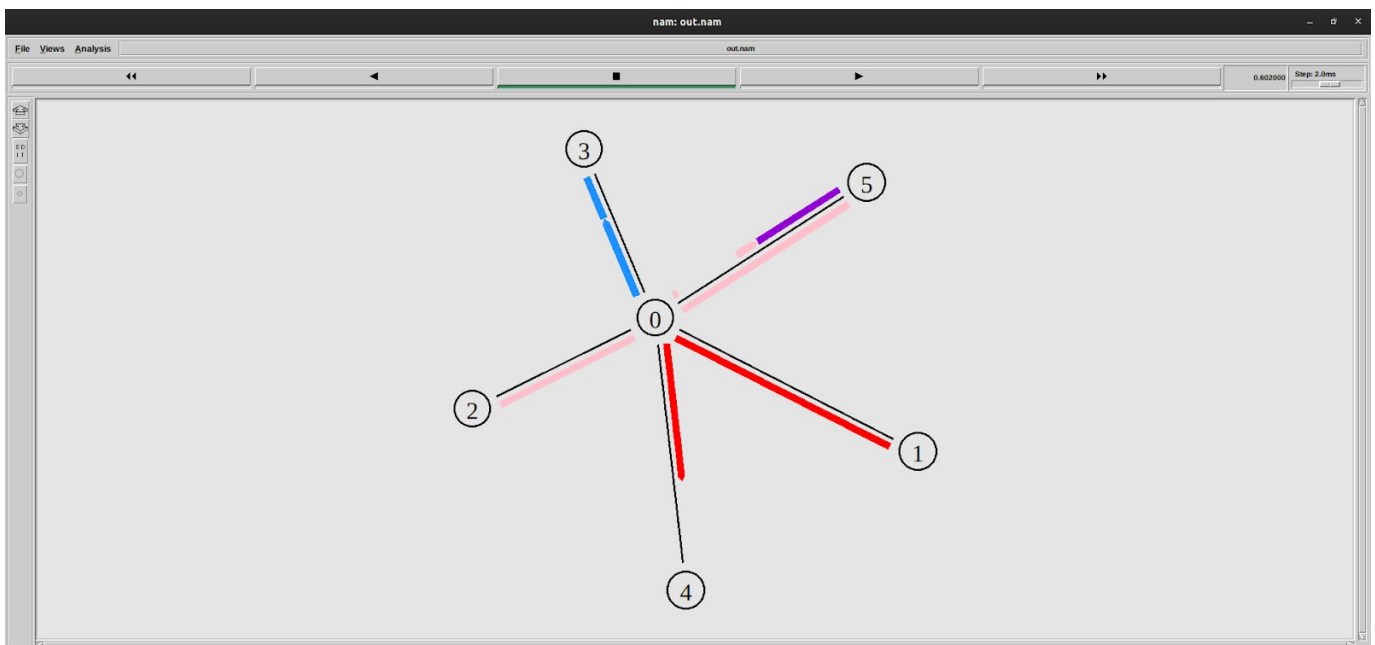 nam: out.nam
File Views Analysis
out.nam
0.602000
Step: 2.0ms
E D
I T
3
5
0
2
1
4